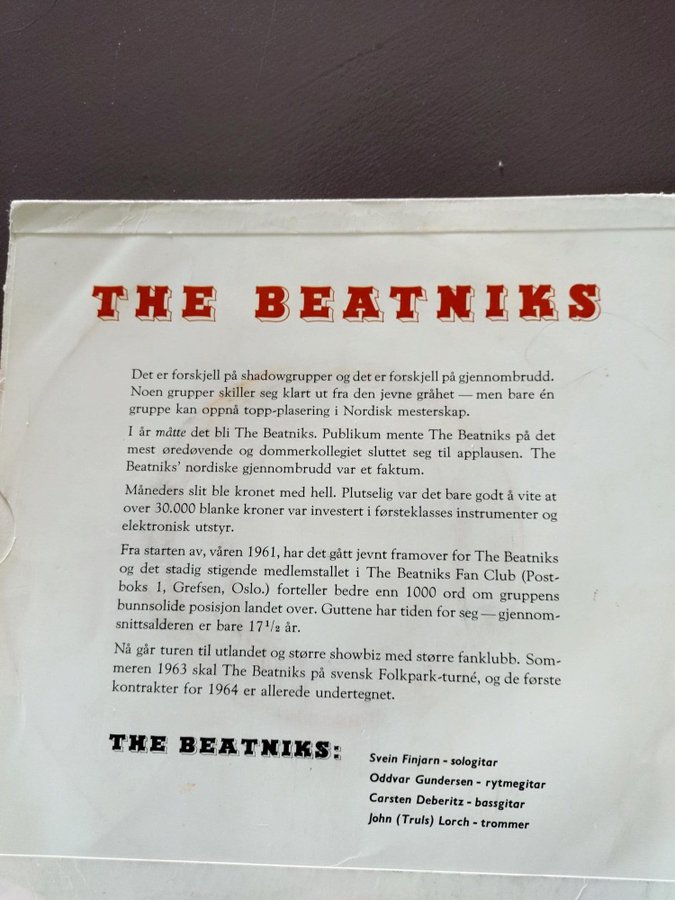 THE BEATNIKS
Det er forskjell på shadowgrupper og det er forskjell på gjennombrudd.
Noen grupper skiller seg klart ut fra den jevne gråhet — men bare én
gruppe kan oppnå topp-plasering i Nordisk mesterskap.
I år måtte det bli The Beatniks. Publikum mente The Beatniks på det
mest øredøvende og dommerkollegiet sluttet seg til applausen. The
Beatniks' nordiske gjennombrudd var et faktum.
Måneders slit ble kronet med hell. Plutselig var det bare godt å vite at
over 30.000 blanke kroner var investert i førsteklasses instrumenter og
elektronisk utstyr.
Fra starten av, våren 1961, har det gått jevnt framover for The Beatniks
og det stadig stigende medlemstallet i The Beatniks Fan Club (Post-
boks 1, Grefsen, Oslo.) forteller bedre enn 1000 ord om gruppens
bunnsolide posisjon landet over. Guttene har tiden for seg — gjennom-
snittsalderen er bare 17 1/2 år.
Nå går turen til utlandet og større showbiz med større fanklubb. Som-
meren 1963 skal The Beatniks på svensk Folkpark-turné, og de første
kontrakter for 1964 er allerede undertegnet.
THE BEATNIKS:
Svein Finjarn - sologitar
Oddvar Gundersen - rytmegitar
Carsten Deberitz - bassgitar
John (Truls) Lorch - trommer